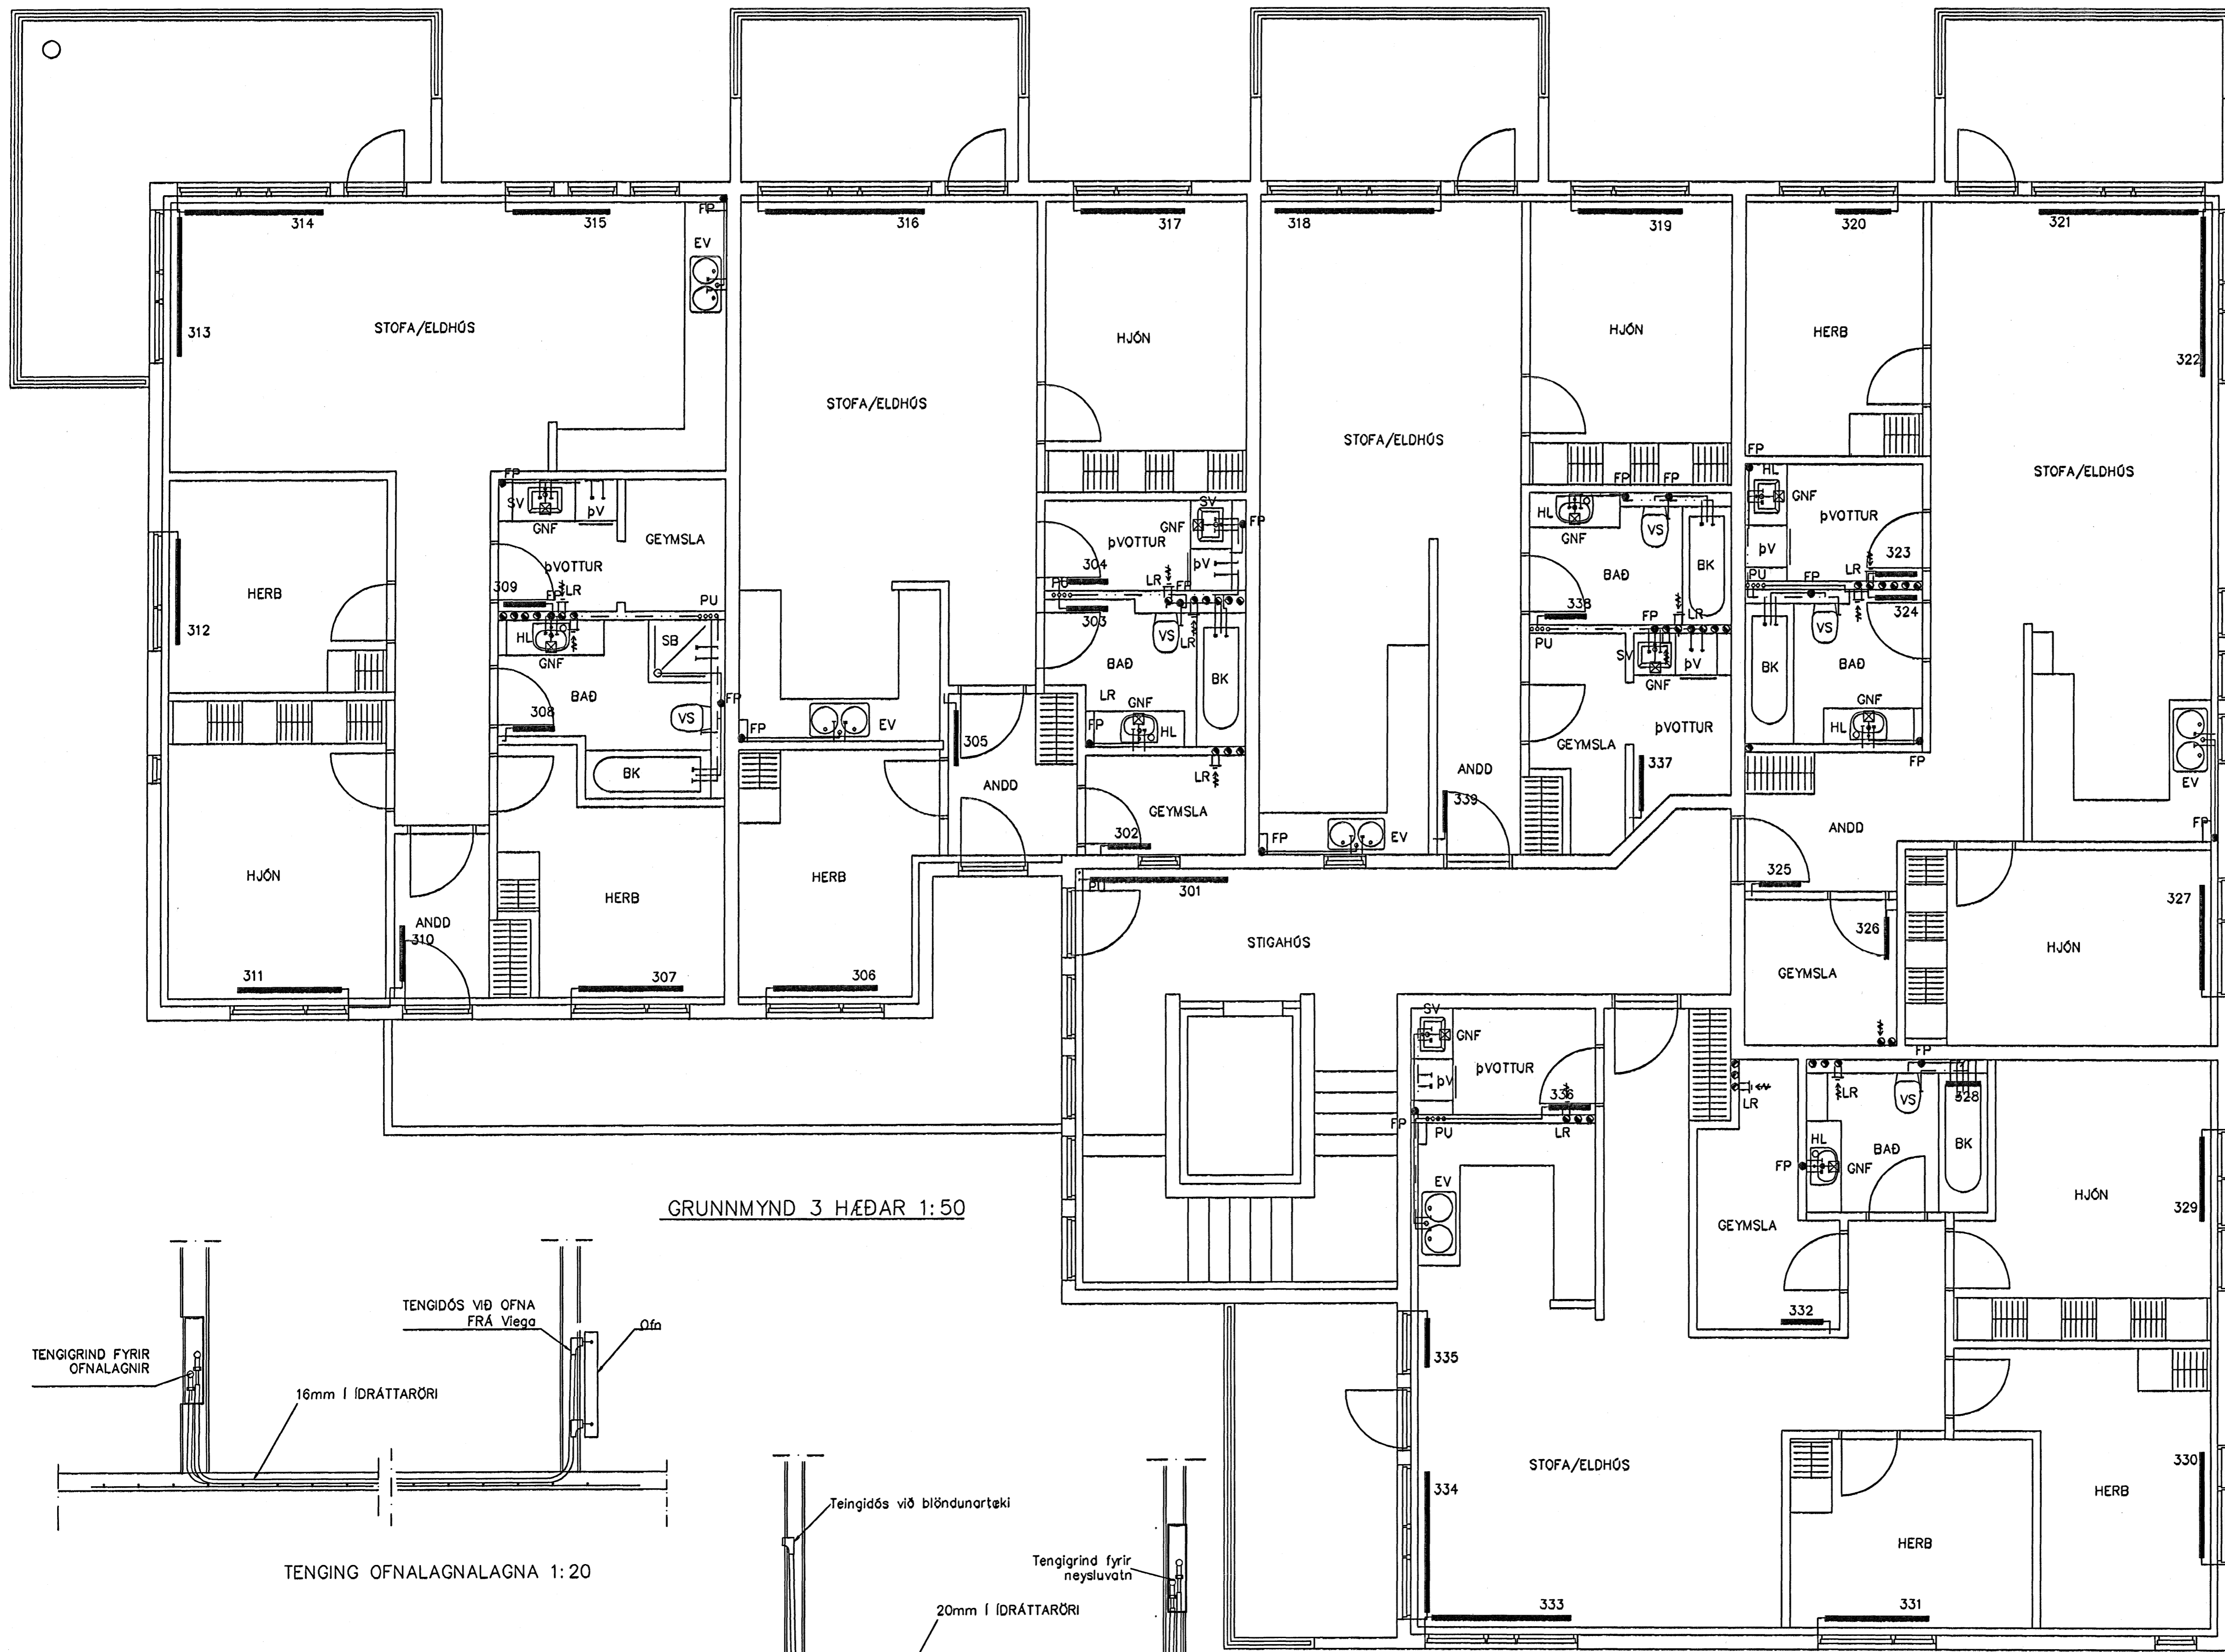 314
315
FP
316
317
318
319
320
321
EV
313
STOFA/ELDHÚS
HJÓN
HJÓN
HERB
322
STOFA/ELDHÚS
STOFA/ELDHÚS
STOFA/ELDHÚS
FP
SV
GNF
ÞV
GEYMSLA
ÞVOTTUR
309
FP
LR
PU
SV
GNF
FP
ÞVOTTUR
ÞV
304
PU
LR
FP
FP
FP
HL
GNF
VS
BK
BAÐ
338
FP
LR
PU
FP
HL
GNF
ÞVOTTUR
ÞV
323
PU
FP
LR
324
HERB
312
HL
GNF
SB
BAÐ
308
VS
FP
BK
303
VS
LR
BAÐ
BK
LR
GNF
FP
HL
LR
FP
EV
305
ANDD
SV
ÞV
GNF
ÞVOTTUR
GEYMSLA
337
ANDD
339
VS
BK
BAÐ
GNF
HL
FP
EV
FP
GEYMSLA
302
FP
EV
ANDD
325
HJÓN
ANDD
310
HERB
HERB
PU
301
327
326
HJÓN
311
307
306
STIGAHÚS
GEYMSLA
SV
GNF
ÞVOTTUR
ÞV
336
FP
PU
LR
LR
FP
LR
VS
328
BAÐ
BK
HL
FP
GNF
EV
HJÓN
329
GEYMSLA
GRUNNMYND 3 HÆÐAR 1:50
332
335
TENGIDÓS VIÐ OFNA
FRÁ Viega
Ofn
TENGIGRIND FYRIR
OFNALAGNIR
16mm Í ÍDRÁTTARÖRI
STOFA/ELDHÚS
330
334
HERB
HERB
Teingidós við blöndunartæki
TENGING OFNALAGNALAGNA 1:20
Tengigrind fyrir
neysluvatn
20mm Í ÍDRÁTTARÖRI
333
331